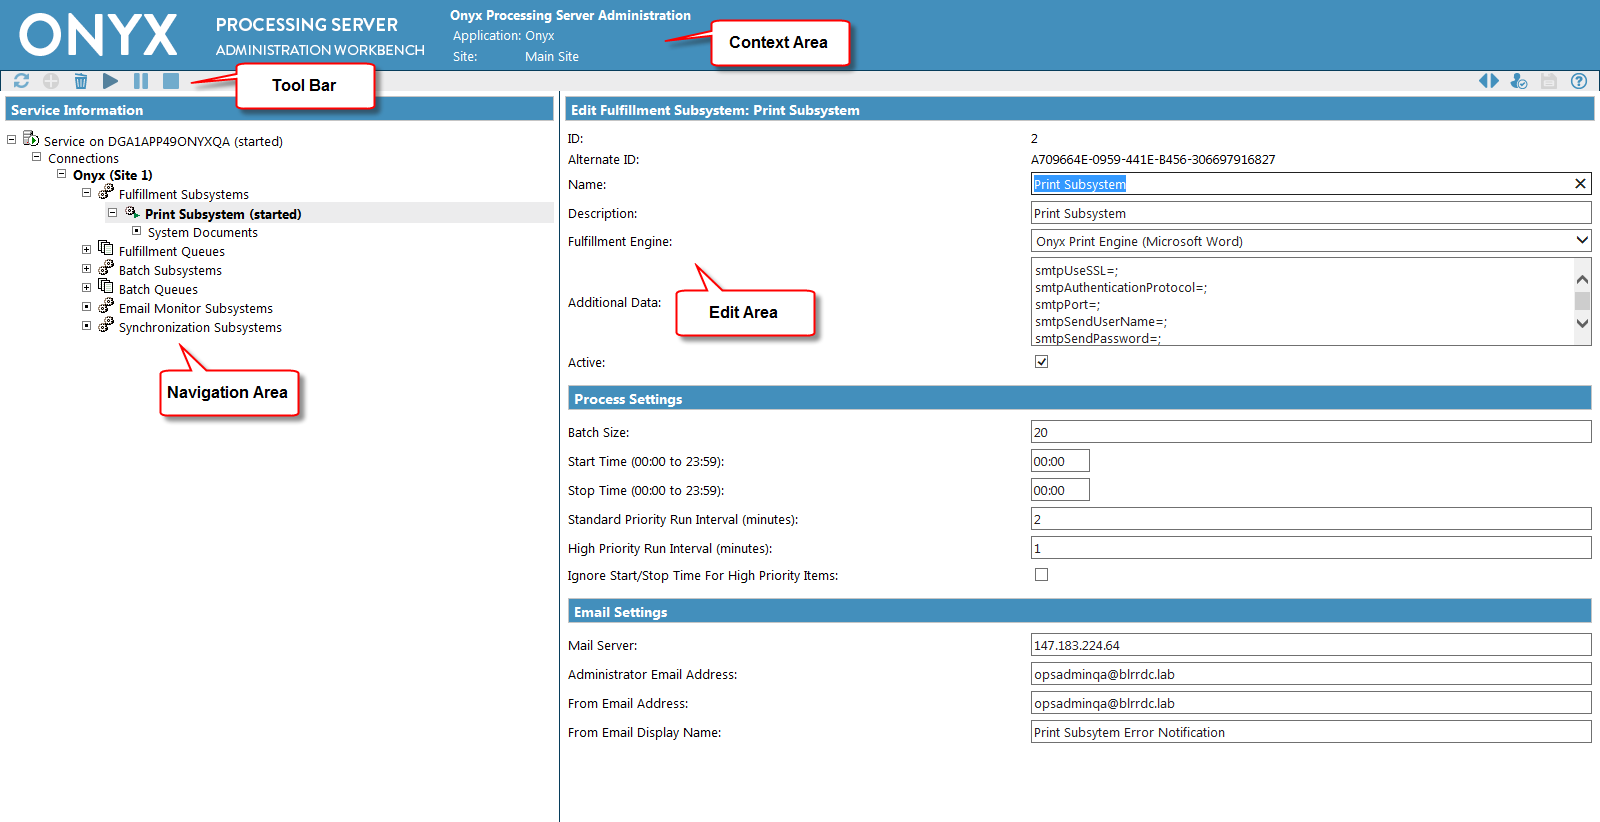 ONYX
PROCESSING SERVER
ADMINISTRATION WORKBENCH
Onyx Processing Server Administration
Application: Onyx
Site: Main Site
Context Area
Tool Bar
Service Information
Service on DGA1APP49ONYXQA (started)
Connections
Onyx (Site 1)
Fulfillment Subsystems
Print Subsystem (started)
System Documents
Fulfillment Queues
Batch Subsystems
Batch Queues
Email Monitor Subsystems
Synchronization Subsystems
Navigation Area
Edit Fulfillment Subsystem: Print Subsystem
ID: 2
Alternate ID: A709664E-0959-441E-B456-306697916827
Name: Print Subsystem
Description: Print Subsystem
Fulfillment Engine: Onyx Print Engine (Microsoft Word)
Additional Data:
smtpUseSSL=;
smtpAuthenticationProtocol=;
smtpPort=;
smtpSendUserName=;
smtpSendPassword=;
Edit Area
Active:
Process Settings
Batch Size: 20
Start Time (00:00 to 23:59): 00:00
Stop Time (00:00 to 23:59): 00:00
Standard Priority Run Interval (minutes): 2
High Priority Run Interval (minutes): 1
Ignore Start/Stop Time For High Priority Items:
Email Settings
Mail Server: 147.183.224.64
Administrator Email Address: opsadminqa@blrrdc.lab
From Email Address: opsadminqa@blrrdc.lab
From Email Display Name: Print Subsytem Error Notification